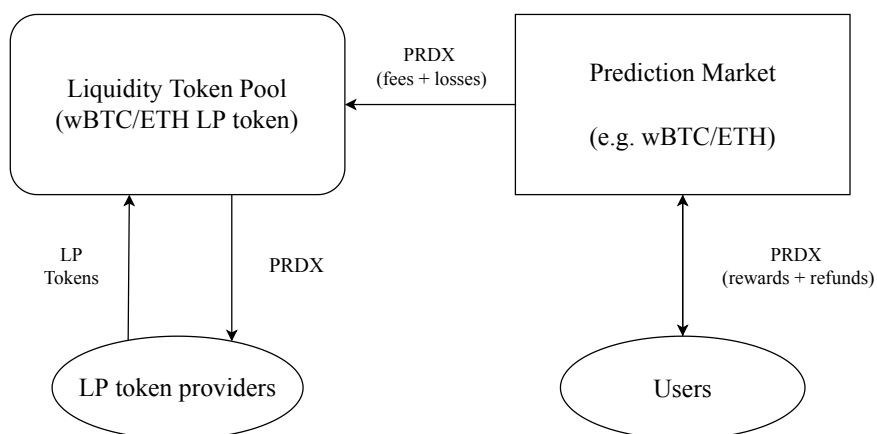 Liquidity Token Pool
(wBTC/ETH LP token)
PRDX
(fees + losses)
Prediction Market
(e.g. wBTC/ETH)
LP
Tokens
PRDX
PRDX
(rewards + refunds)
LP token providers
Users